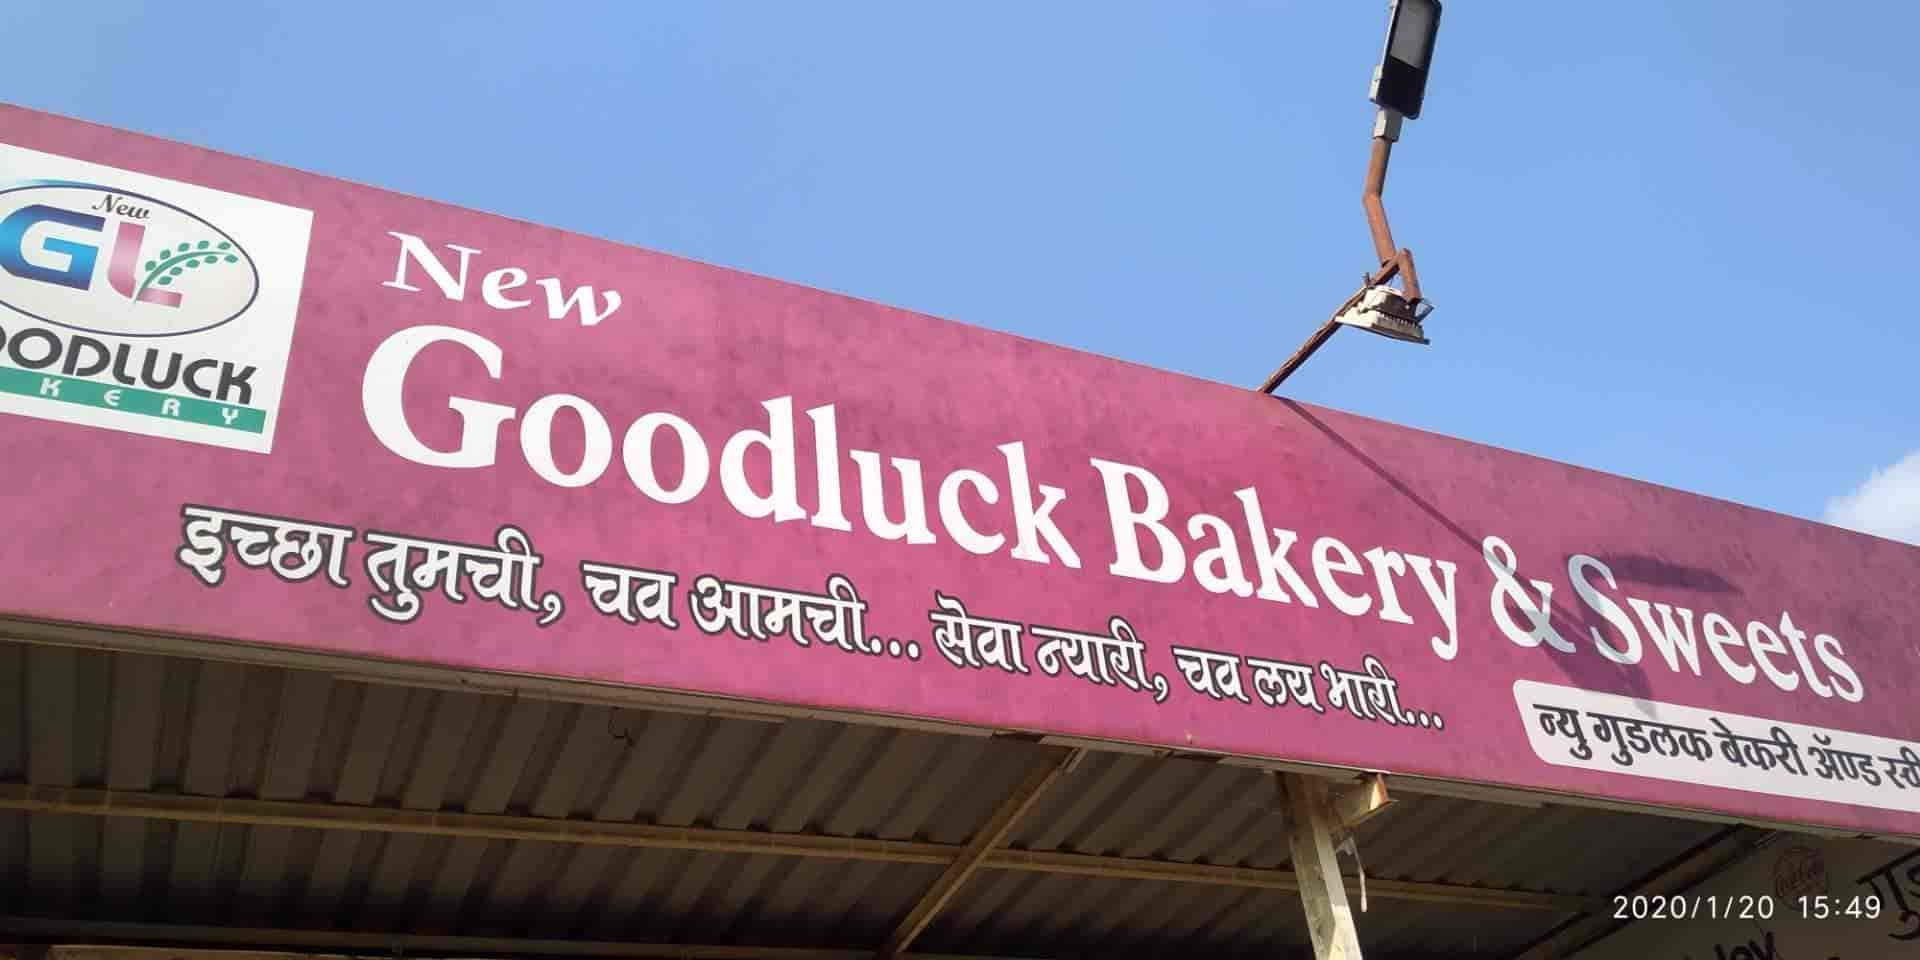 New
GL
OODLUCK
KERY
New
Goodluck Bakery & Sweets
इच्छा तुमची, चव आमची... सेवा न्यारी, चव लय भारी...
न्यु गुडलक बेकरी ॲण्ड स्वी
2020/1/20 15:49